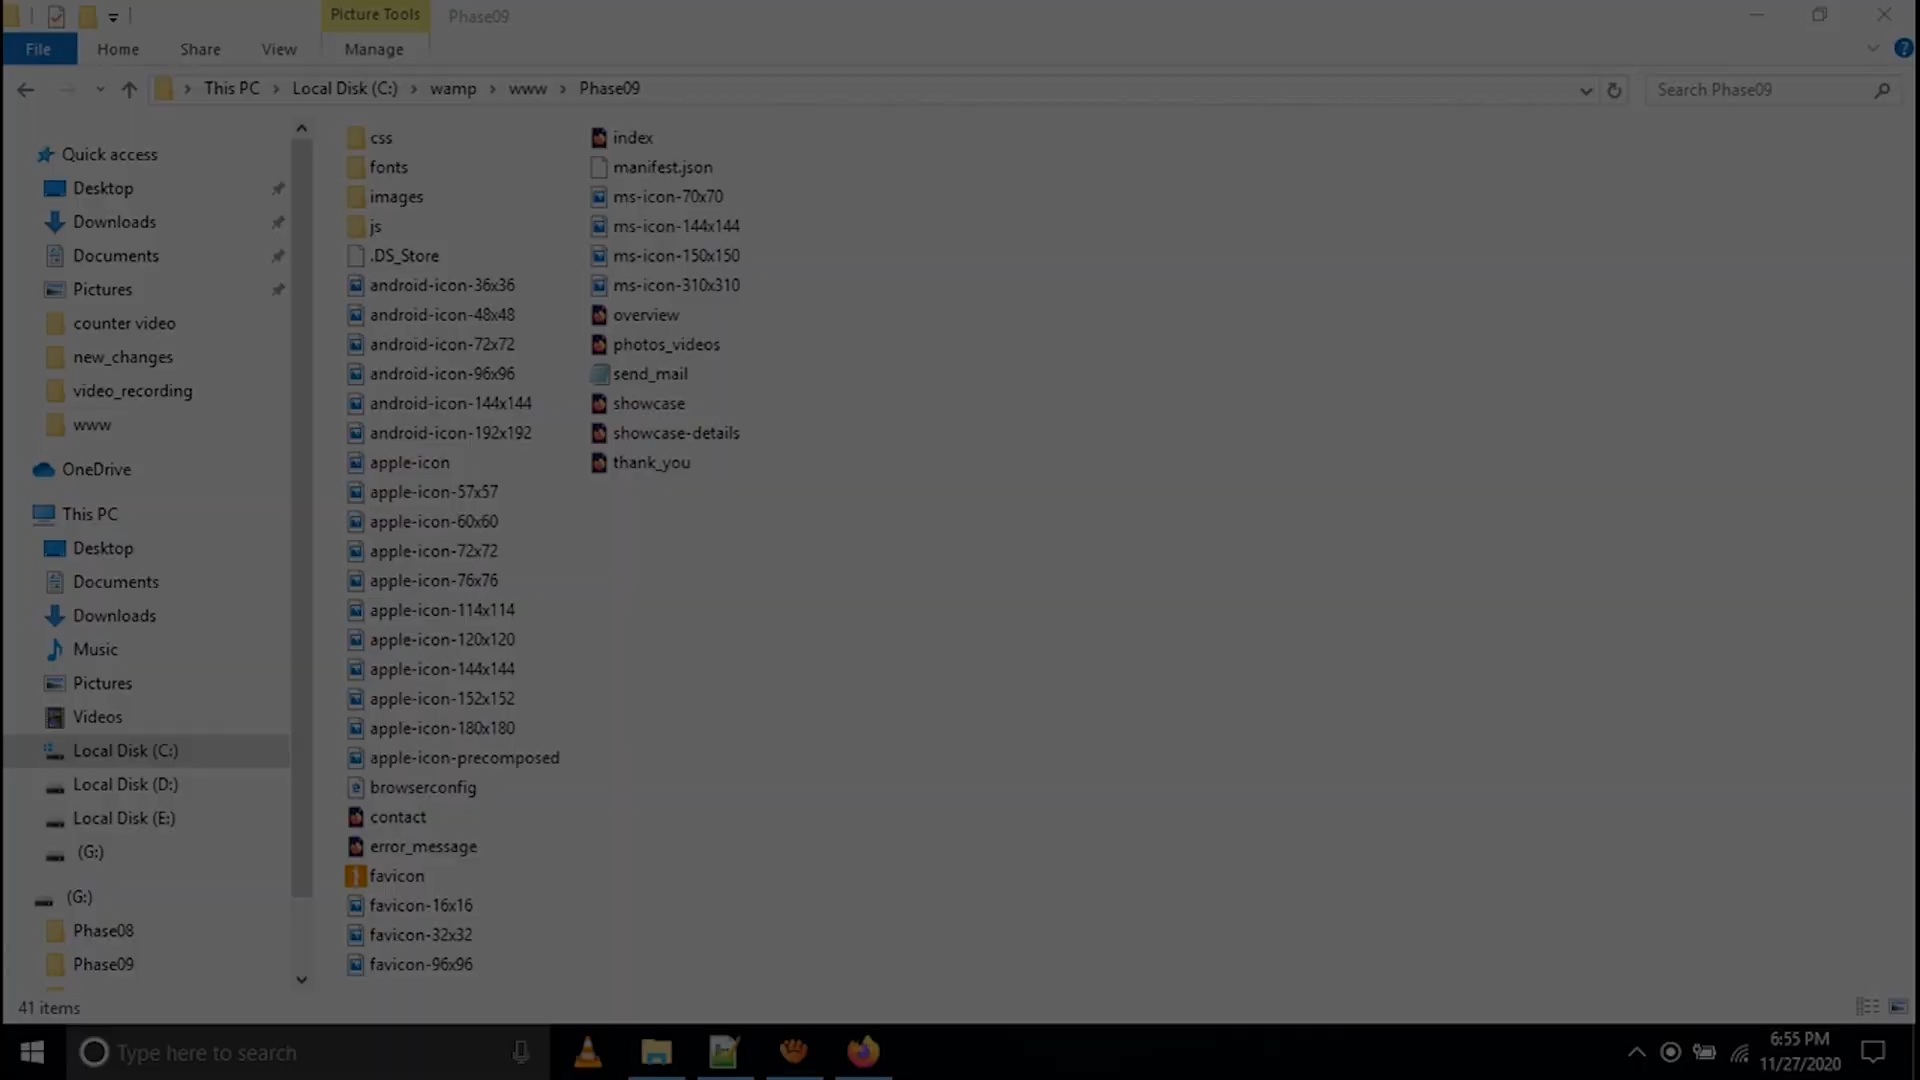 Picture Tools
Phase09
File
Home
Share
View
Manage
This PC
Local Disk (C:)
wamp
www
Phase09
Search Phase09
Quick access
Desktop
Downloads
Documents
Pictures
counter video
new_changes
video_recording
www
OneDrive
This PC
Desktop
Documents
Downloads
Music
Pictures
Videos
Local Disk (C:)
Local Disk (D:)
Local Disk (E:)
(G:)
(G:)
Phase08
Phase09
css
fonts
images
js
.DS_Store
android-icon-36x36
android-icon-48x48
android-icon-72x72
android-icon-96x96
android-icon-144x144
android-icon-192x192
apple-icon
apple-icon-57x57
apple-icon-60x60
apple-icon-72x72
apple-icon-76x76
apple-icon-114x114
apple-icon-120x120
apple-icon-144x144
apple-icon-152x152
apple-icon-180x180
apple-icon-precomposed
browserconfig
contact
error_message
favicon
favicon-16x16
favicon-32x32
favicon-96x96
index
manifest.json
ms-icon-70x70
ms-icon-144x144
ms-icon-150x150
ms-icon-310x310
overview
photos_videos
send_mail
showcase
showcase-details
thank_you
41 items
Type here to search
6:55 PM
11/27/2020